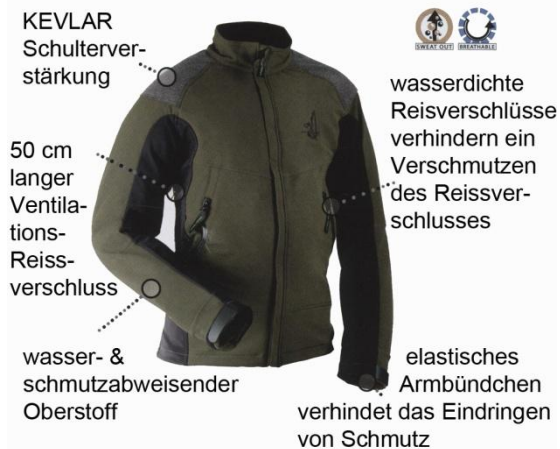 KEVLAR
Schulterver-
stärkung
50 cm
langer
Ventila-
tions-
Reiss-
verschluss
wasser- &
schmutzabweisender
Oberstoff
SWEAT OUT
BREATHABLE
wasserdichte
Reisverschlüsse
verhindern ein
Verschmutzen
des Reissver-
schlusses
elastisches
Armbündchen
verhindet das Eindringen
von Schmutz